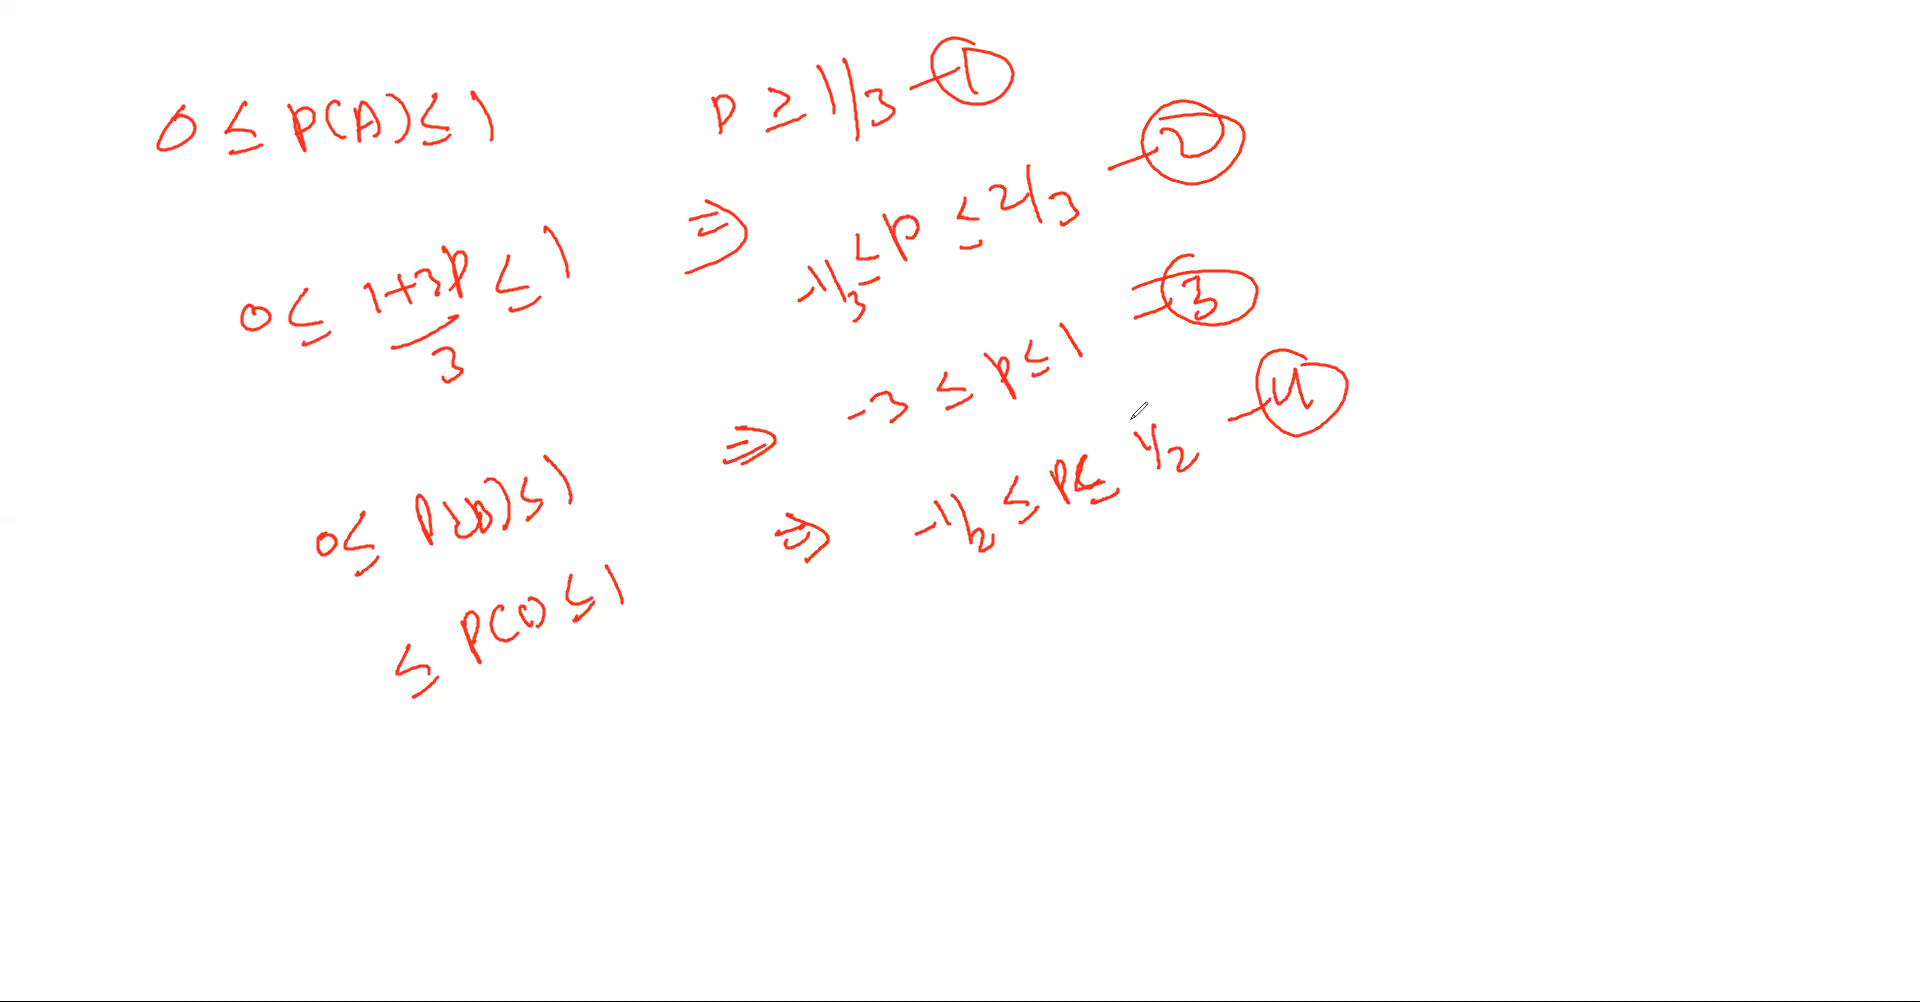 0 ≤ P(A) ≤ 1
P ≥ 1/3 — ①
0 ≤ (1+3P)/3 ≤ 1 ⇒ -1/3 ≤ P ≤ 2/3 — ②
0 ≤ P(B) ≤ 1 ⇒ -3 ≤ P ≤ 1 = ③
≤ P(C) ≤ 1 ⇒ -1/2 ≤ P ≤ 1/2 — ④